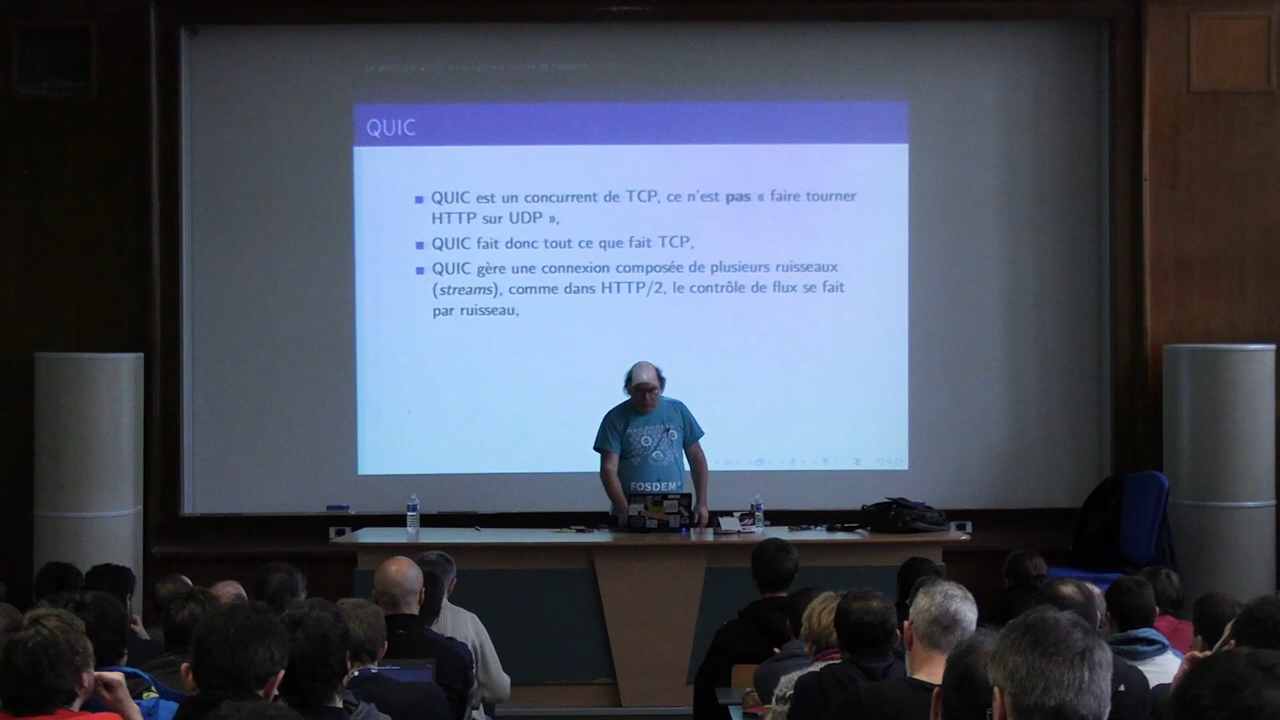 QUIC
QUIC est un concurrent de TCP, ce n'est pas « faire tourner
HTTP sur UDP »,
QUIC fait donc tout ce que fait TCP,
QUIC gère une connexion composée de plusieurs ruisseaux
(streams), comme dans HTTP/2, le contrôle de flux se fait
par ruisseau,
FOSDEM